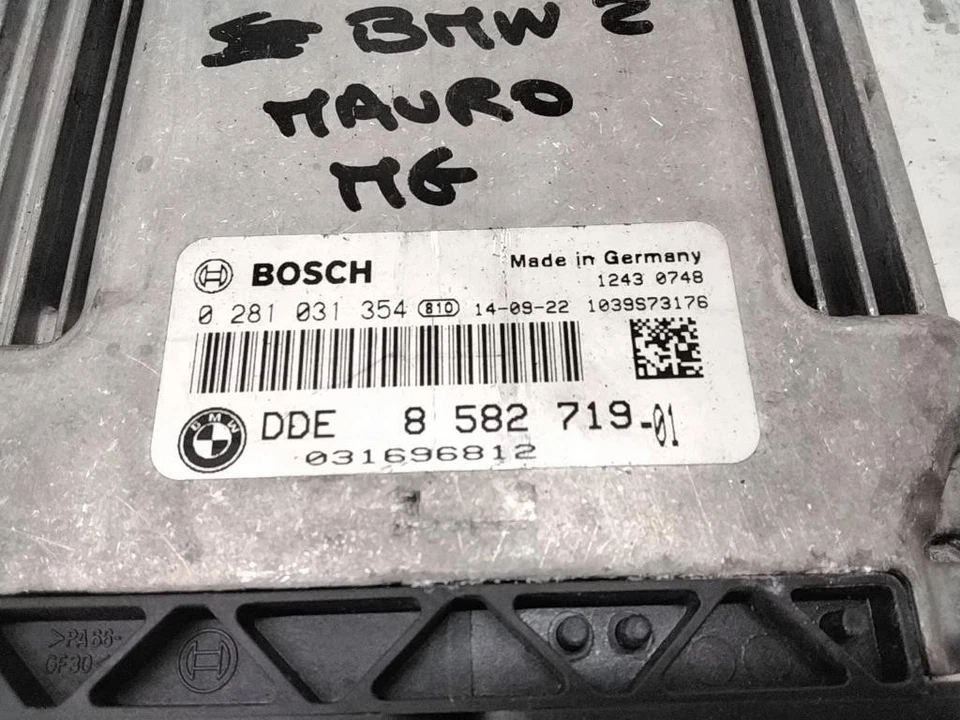 BMW 2
MAURO
MG
BOSCH
Made in Germany
1243 0748
0 281 031 354 810 14-09-22 1039S73176
BMW
DDE 8 582 719-01
031696812
>PA66-
GF30<